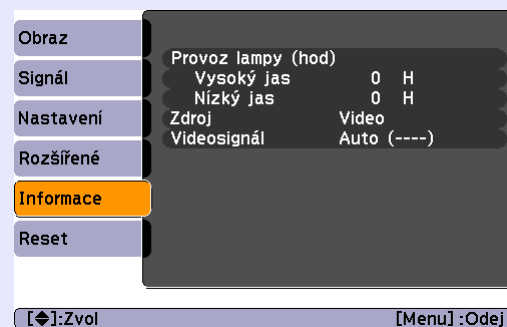 Obraz
Signál
Nastavení
Rozšířené
Informace
Reset
Provoz lampy (hod)
Vysoký jas 0 H
Nízký jas 0 H
Zdroj Video
Videosignál Auto (----)
[◆]:Zvol [Menu] :Odej